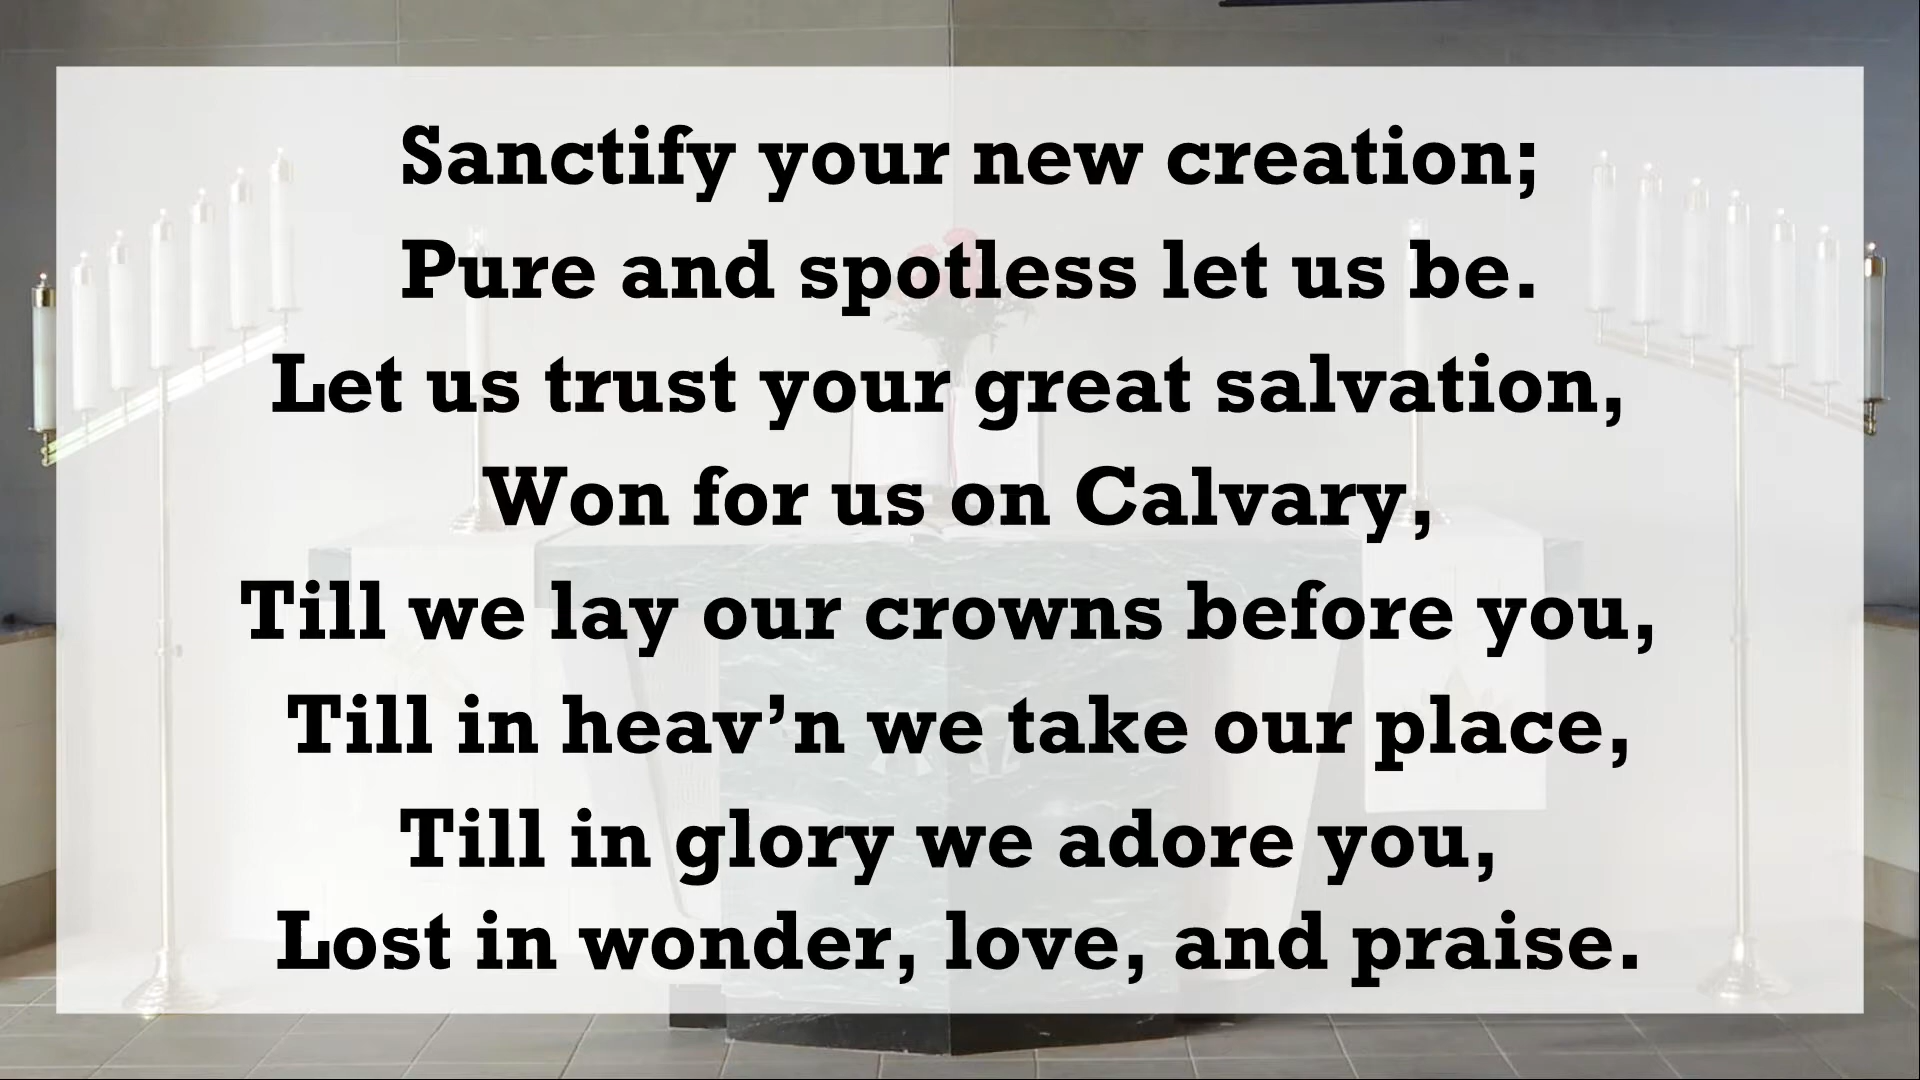 Sanctify your new creation;
Pure and spotless let us be.
Let us trust your great salvation,
Won for us on Calvary,
Till we lay our crowns before you,
Till in heav’n we take our place,
Till in glory we adore you,
Lost in wonder, love, and praise.